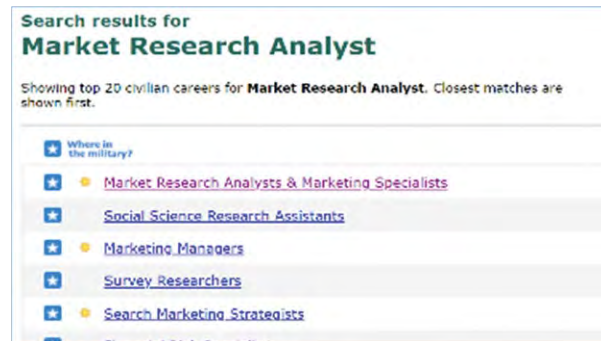 Search results for
Market Research Analyst
Showing top 20 civilian careers for Market Research Analyst. Closest matches are
shown first.
Where in
the military?
Market Research Analysts & Marketing Specialists
Social Science Research Assistants
Marketing Managers
Survey Researchers
Search Marketing Strategists